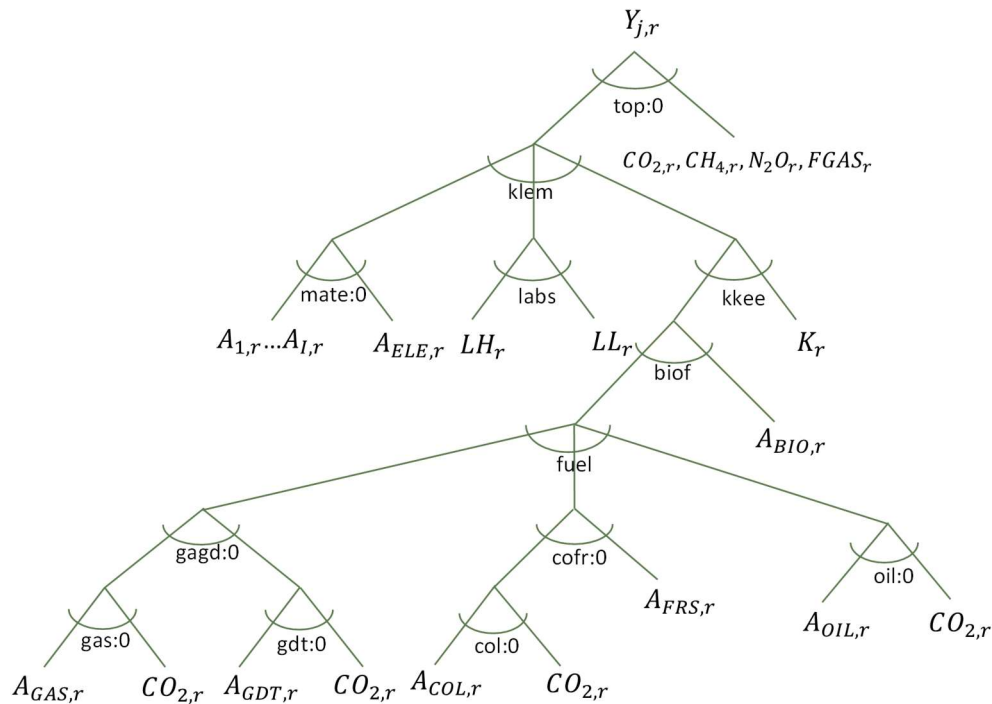 Y_{j,r}
top:0
CO_{2,r}, CH_{4,r}, N_2O_r, FGAS_r
klem
mate:0 labs kkee
A_{1,r}...A_{I,r} A_{ELE,r} LH_r LL_r K_r
biof
A_{BIO,r}
fuel
gagd:0 cofr:0 oil:0
A_{FRS,r} A_{OIL,r} CO_{2,r}
gas:0 gdt:0 col:0
A_{GAS,r} CO_{2,r} A_{GDT,r} CO_{2,r} A_{COL,r} CO_{2,r}